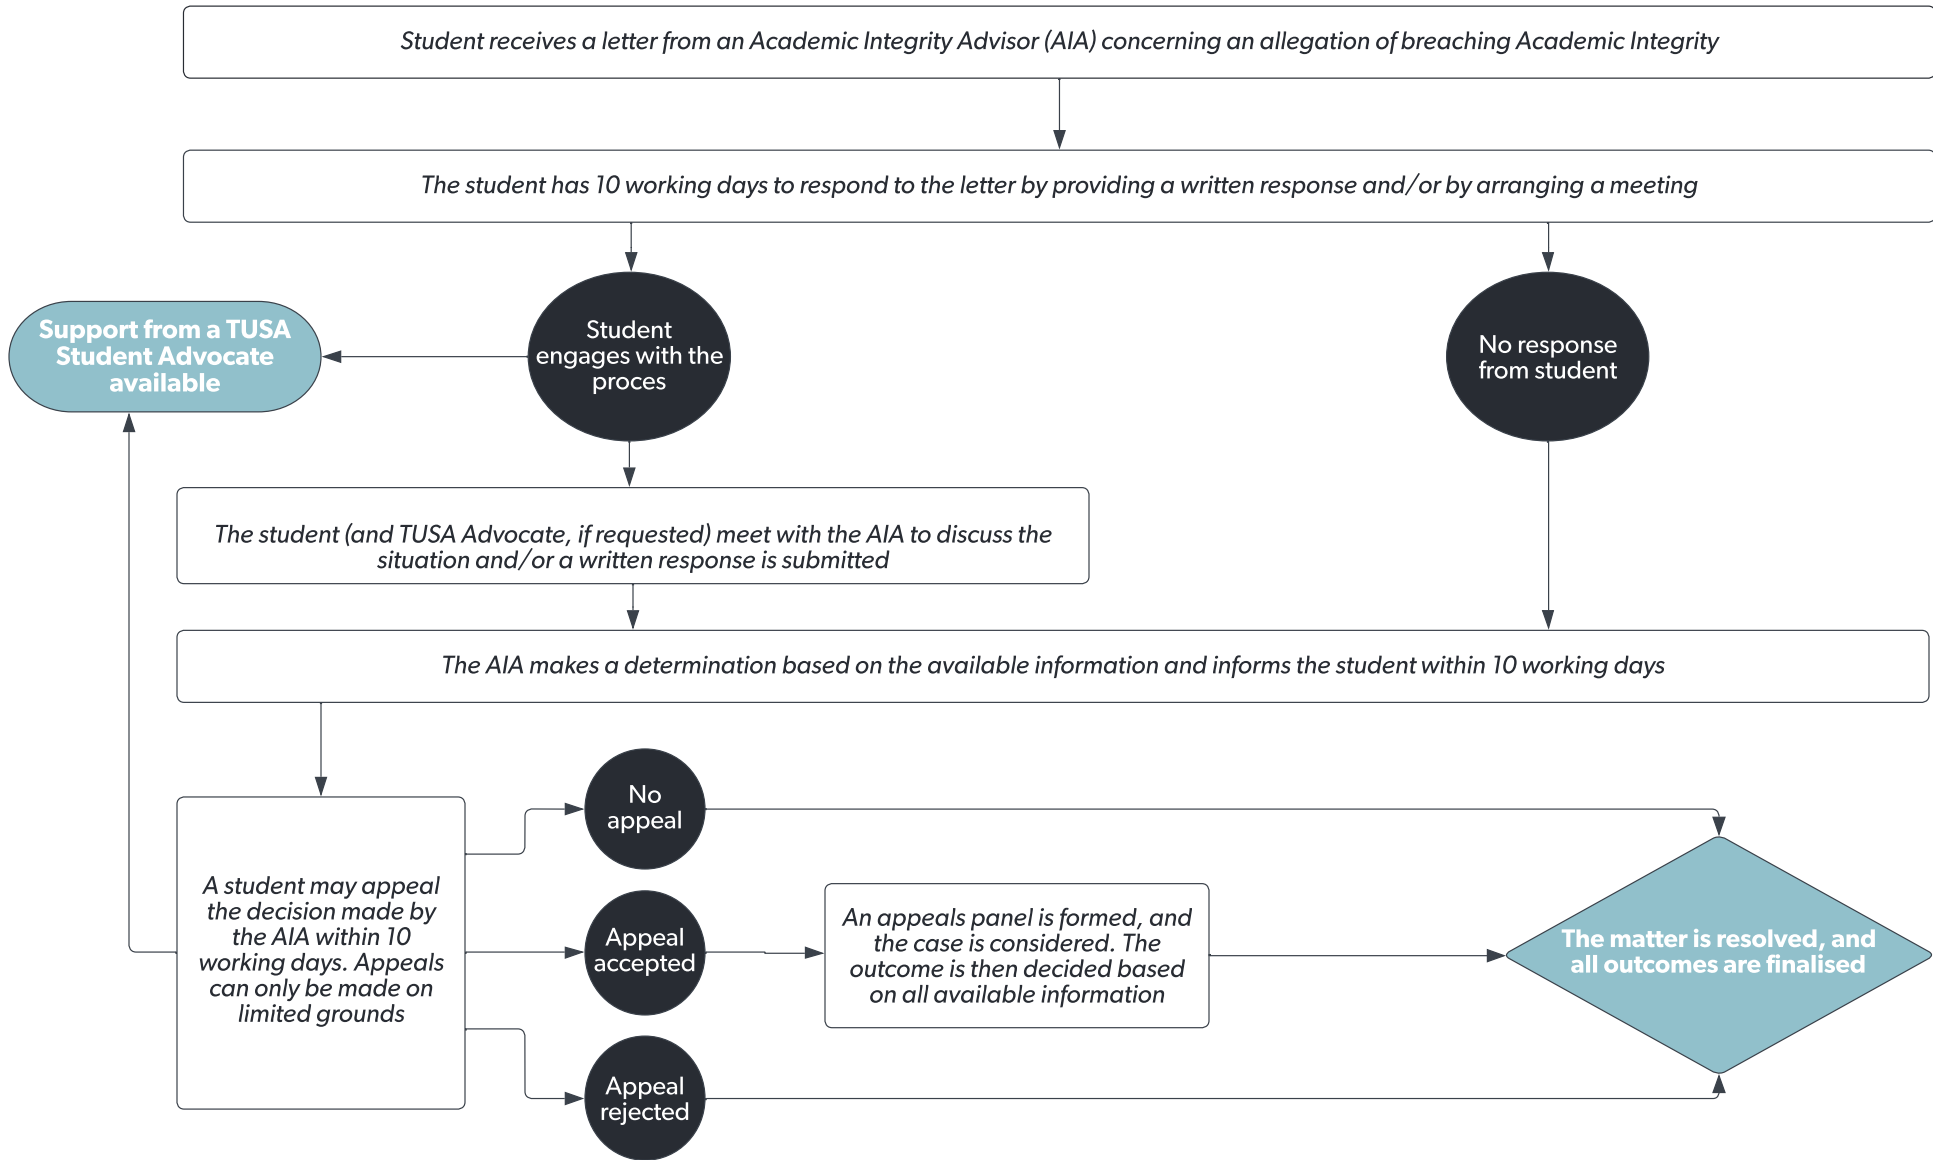 Student receives a letter from an Academic Integrity Advisor (AIA) concerning an allegation of breaching Academic Integrity
The student has 10 working days to respond to the letter by providing a written response and/or by arranging a meeting
Support from a TUSA
Student Advocate
available
Student
engages with the
proces
No response
from student
The student (and TUSA Advocate, if requested) meet with the AIA to discuss the
situation and/or a written response is submitted
The AIA makes a determination based on the available information and informs the student within 10 working days
A student may appeal
the decision made by
the AIA within 10
working days. Appeals
can only be made on
limited grounds
No
appeal
Appeal
accepted
An appeals panel is formed, and
the case is considered. The
outcome is then decided based
on all available information
Appeal
rejected
The matter is resolved, and
all outcomes are finalised